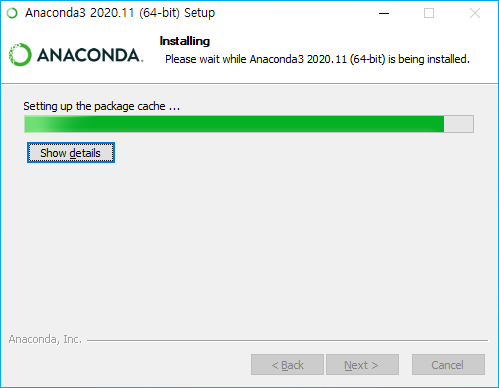 Anaconda3 2020.11 (64-bit) Setup
ANACONDA.
Installing
Please wait while Anaconda3 2020.11 (64-bit) is being installed.
Setting up the package cache ...
Show details
Anaconda, Inc.
< Back
Next >
Cancel